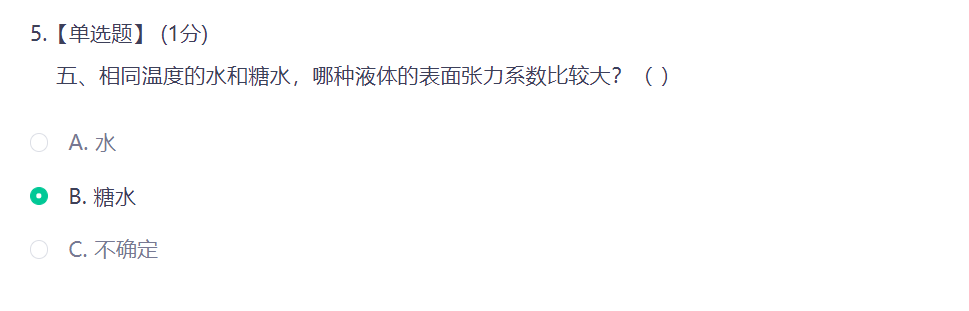 5.【单选题】 (1分)
五、相同温度的水和糖水，哪种液体的表面张力系数比较大？（ ）
A. 水
B. 糖水
C. 不确定